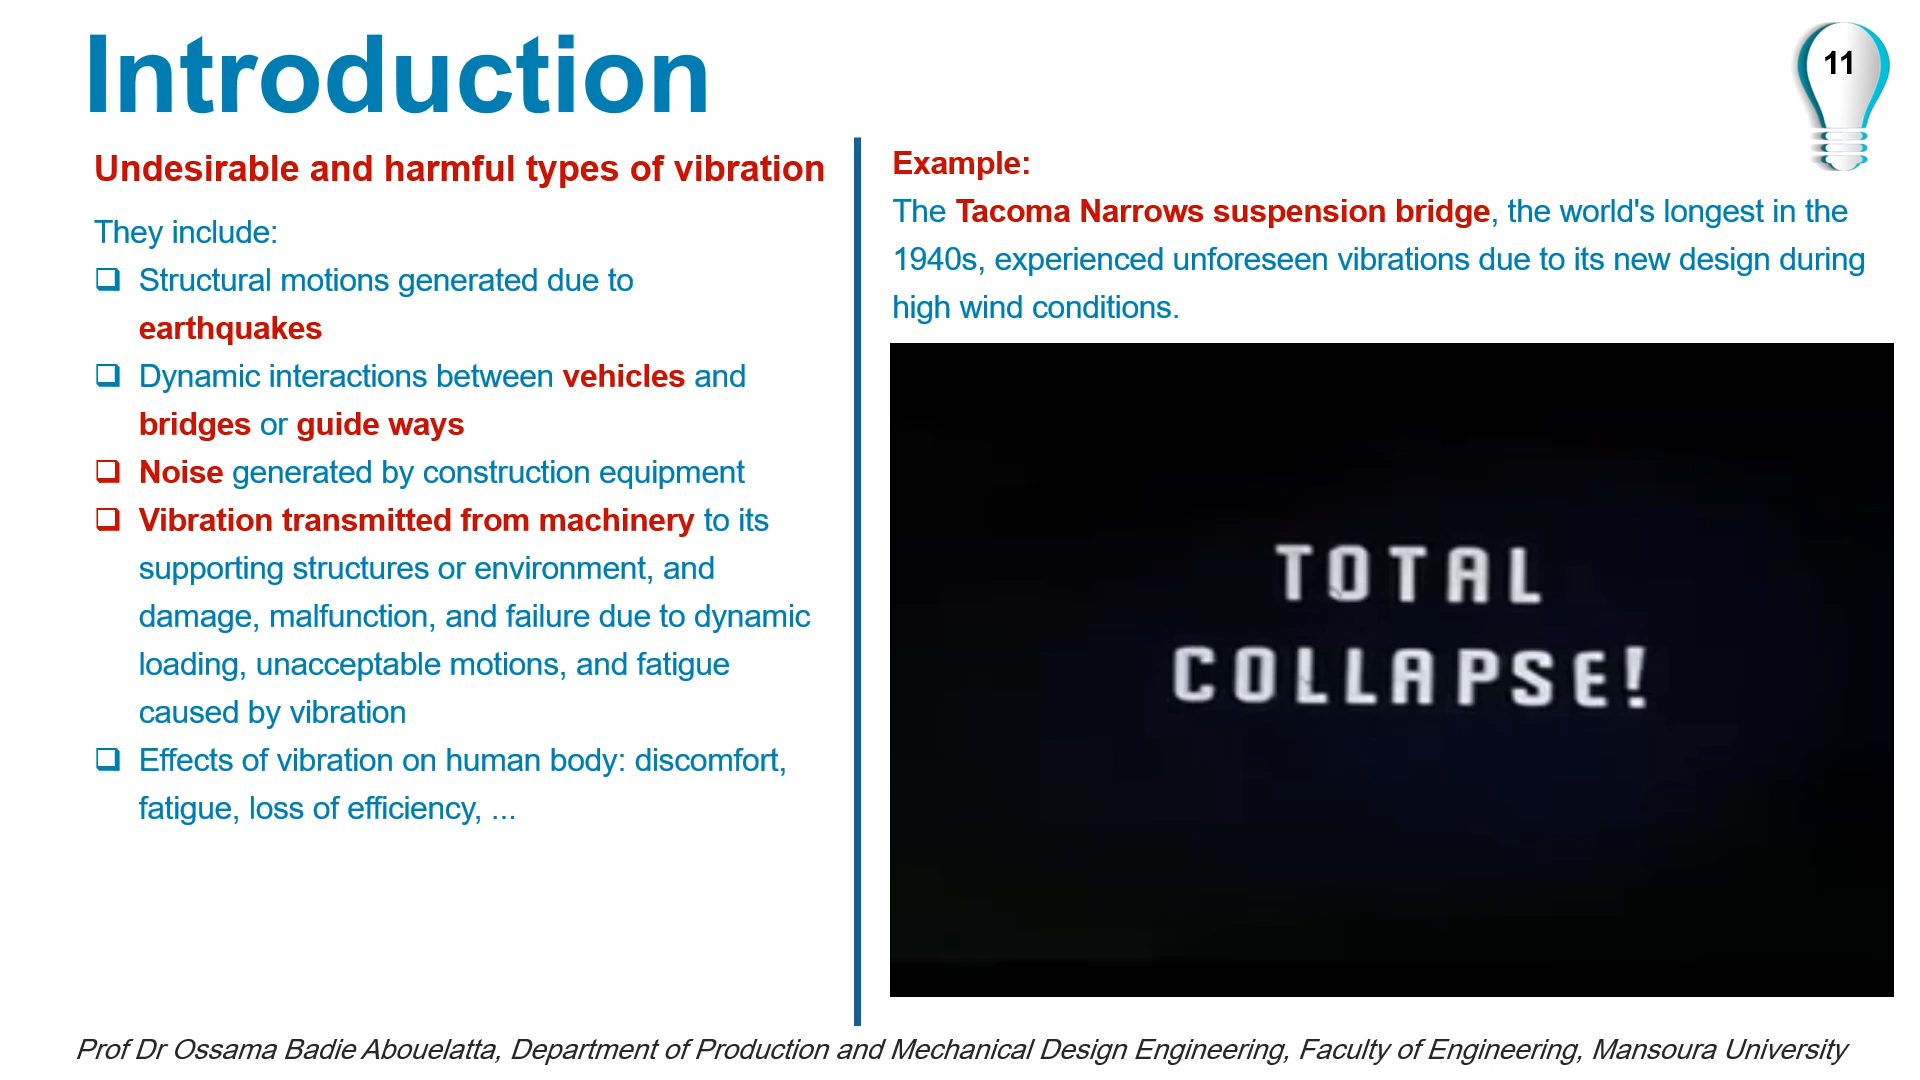 Introduction
11
Undesirable and harmful types of vibration
They include:
Structural motions generated due to
earthquakes
Dynamic interactions between vehicles and
bridges or guide ways
Noise generated by construction equipment
Vibration transmitted from machinery to its
supporting structures or environment, and
damage, malfunction, and failure due to dynamic
loading, unacceptable motions, and fatigue
caused by vibration
Effects of vibration on human body: discomfort,
fatigue, loss of efficiency, ...
Example:
The Tacoma Narrows suspension bridge, the world's longest in the
1940s, experienced unforeseen vibrations due to its new design during
high wind conditions.
TOTAL
COLLAPSE!
Prof Dr Ossama Badie Abouelatta, Department of Production and Mechanical Design Engineering, Faculty of Engineering, Mansoura University